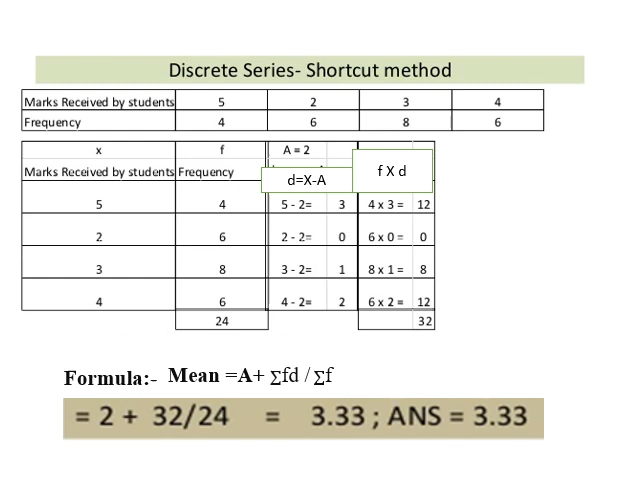 Discrete Series- Shortcut method
Marks Received by students 5 2 3 4
Frequency 4 6 8 6
x f A = 2
Marks Received by students Frequency d=X-A f X d
5 4 5 - 2= 3 4 x 3 = 12
2 6 2 - 2= 0 6 x 0 = 0
3 8 3 - 2= 1 8 x 1 = 8
4 6 4 - 2= 2 6 x 2 = 12
24 32
Formula:- Mean =A+ ∑fd / ∑f
= 2 + 32/24 = 3.33 ; ANS = 3.33